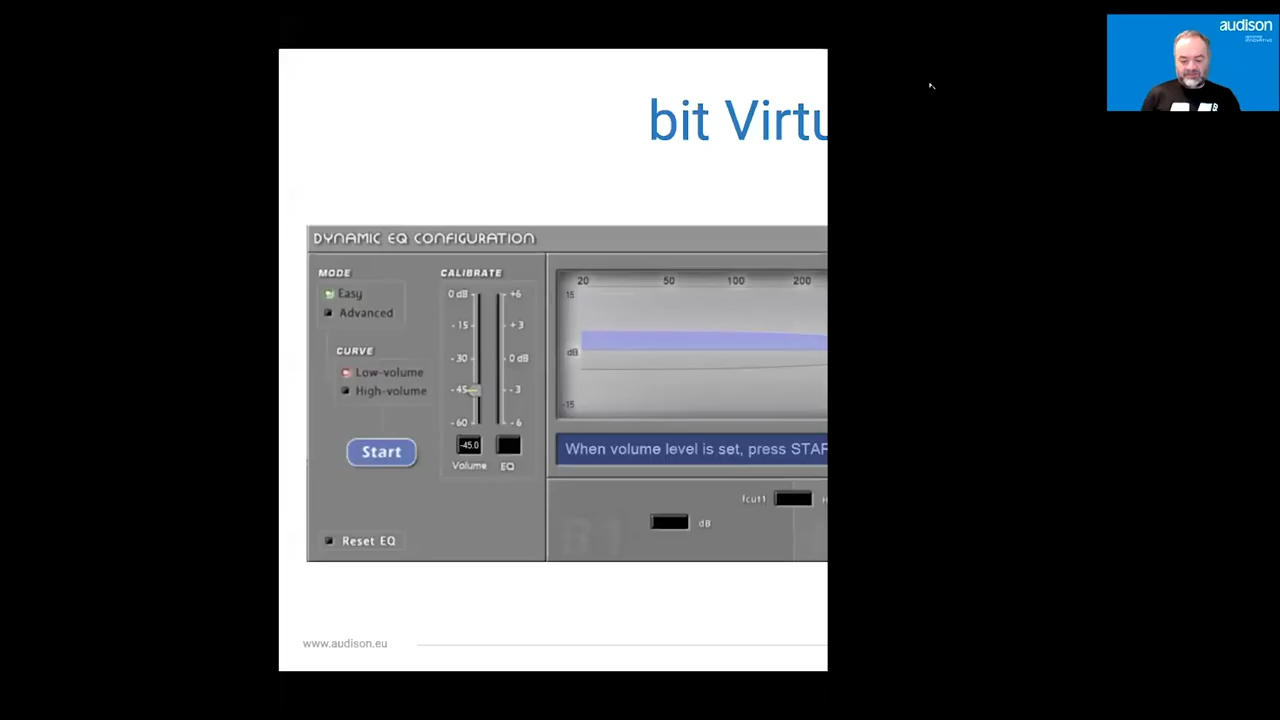 audison
bit Virtu
DYNAMIC EQ CONFIGURATION
MODE
Easy
Advanced
CURVE
Low-volume
High-volume
Start
Reset EQ
CALIBRATE
0 dB +6
-15 +3
-30 0 dB
-45 -3
-60 -6
-45.0
Volume EQ
20 50 100 200
15
dB
-15
When volume level is set, press STAR
fcut1 H
dB
B1
www.audison.eu